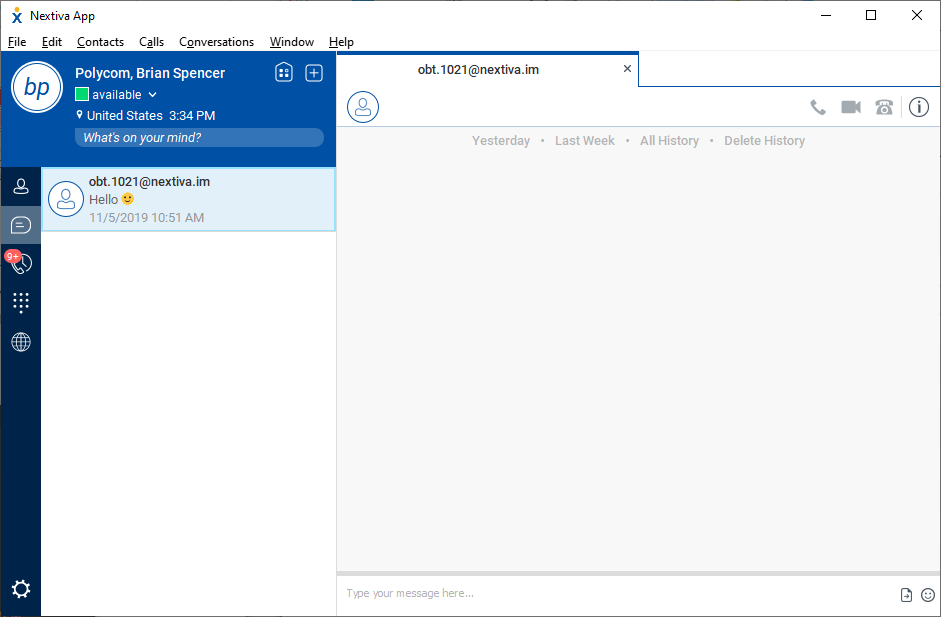 Nextiva App
File Edit Contacts Calls Conversations Window Help
bp
Polycom, Brian Spencer
available
United States 3:34 PM
What's on your mind?
9+
obt.1021@nextiva.im
Hello
11/5/2019 10:51 AM
obt.1021@nextiva.im
Yesterday • Last Week • All History • Delete History
Type your message here...